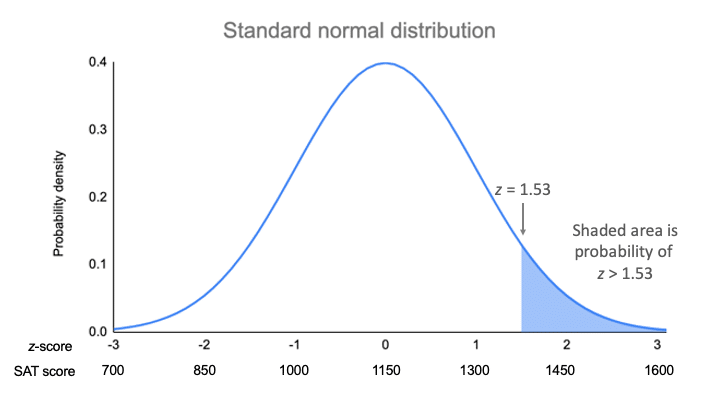 Standard normal distribution
0.4
0.3
0.2
0.1
0.0
Probability density
z = 1.53
Shaded area is
probability of
z > 1.53
z-score -3 -2 -1 0 1 2 3
SAT score 700 850 1000 1150 1300 1450 1600